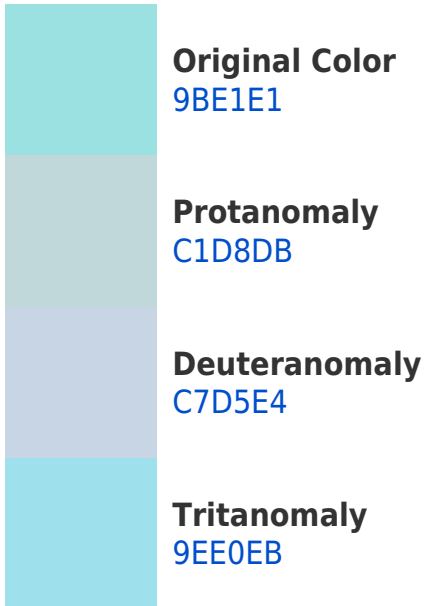 Original Color
9BE1E1
Protanomaly
C1D8DB
Deuteranomaly
C7D5E4
Tritanomaly
9EE0EB